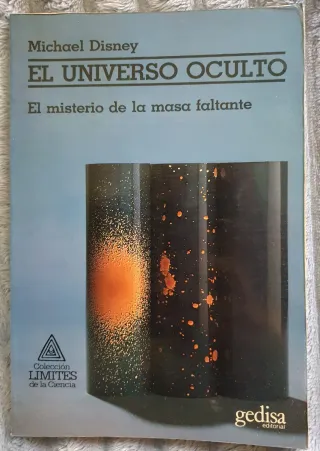 Michael Disney
EL UNIVERSO OCULTO
El misterio de la masa faltante
Colección
LIMITES
de la Ciencia
gedisa
editorial